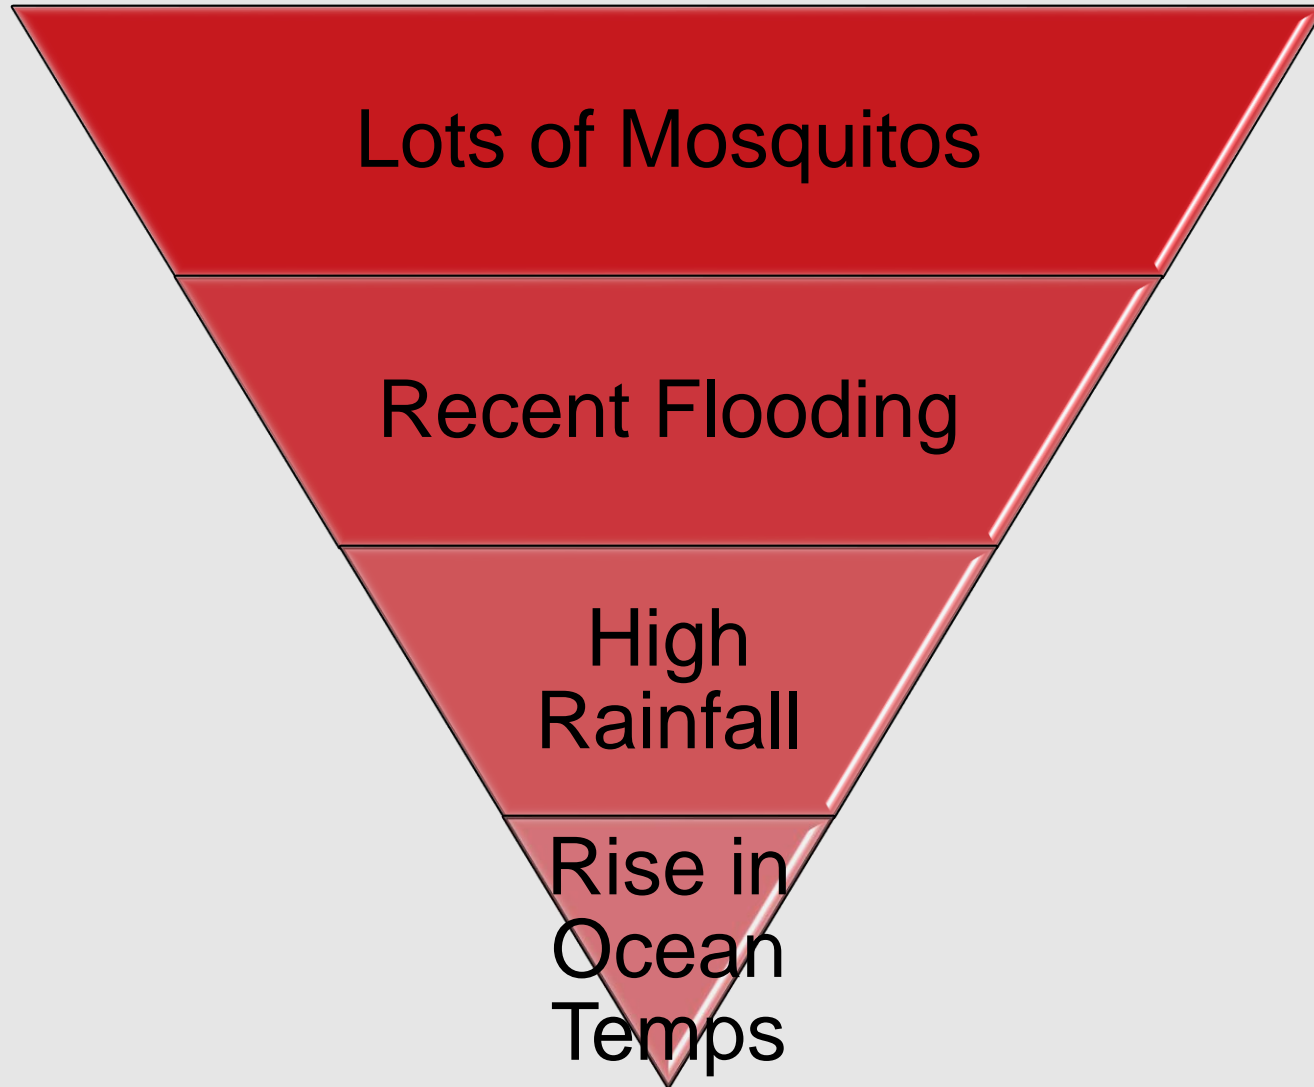 Lots of Mosquitos
Recent Flooding
High
Rainfall
Rise in
Ocean
Temps